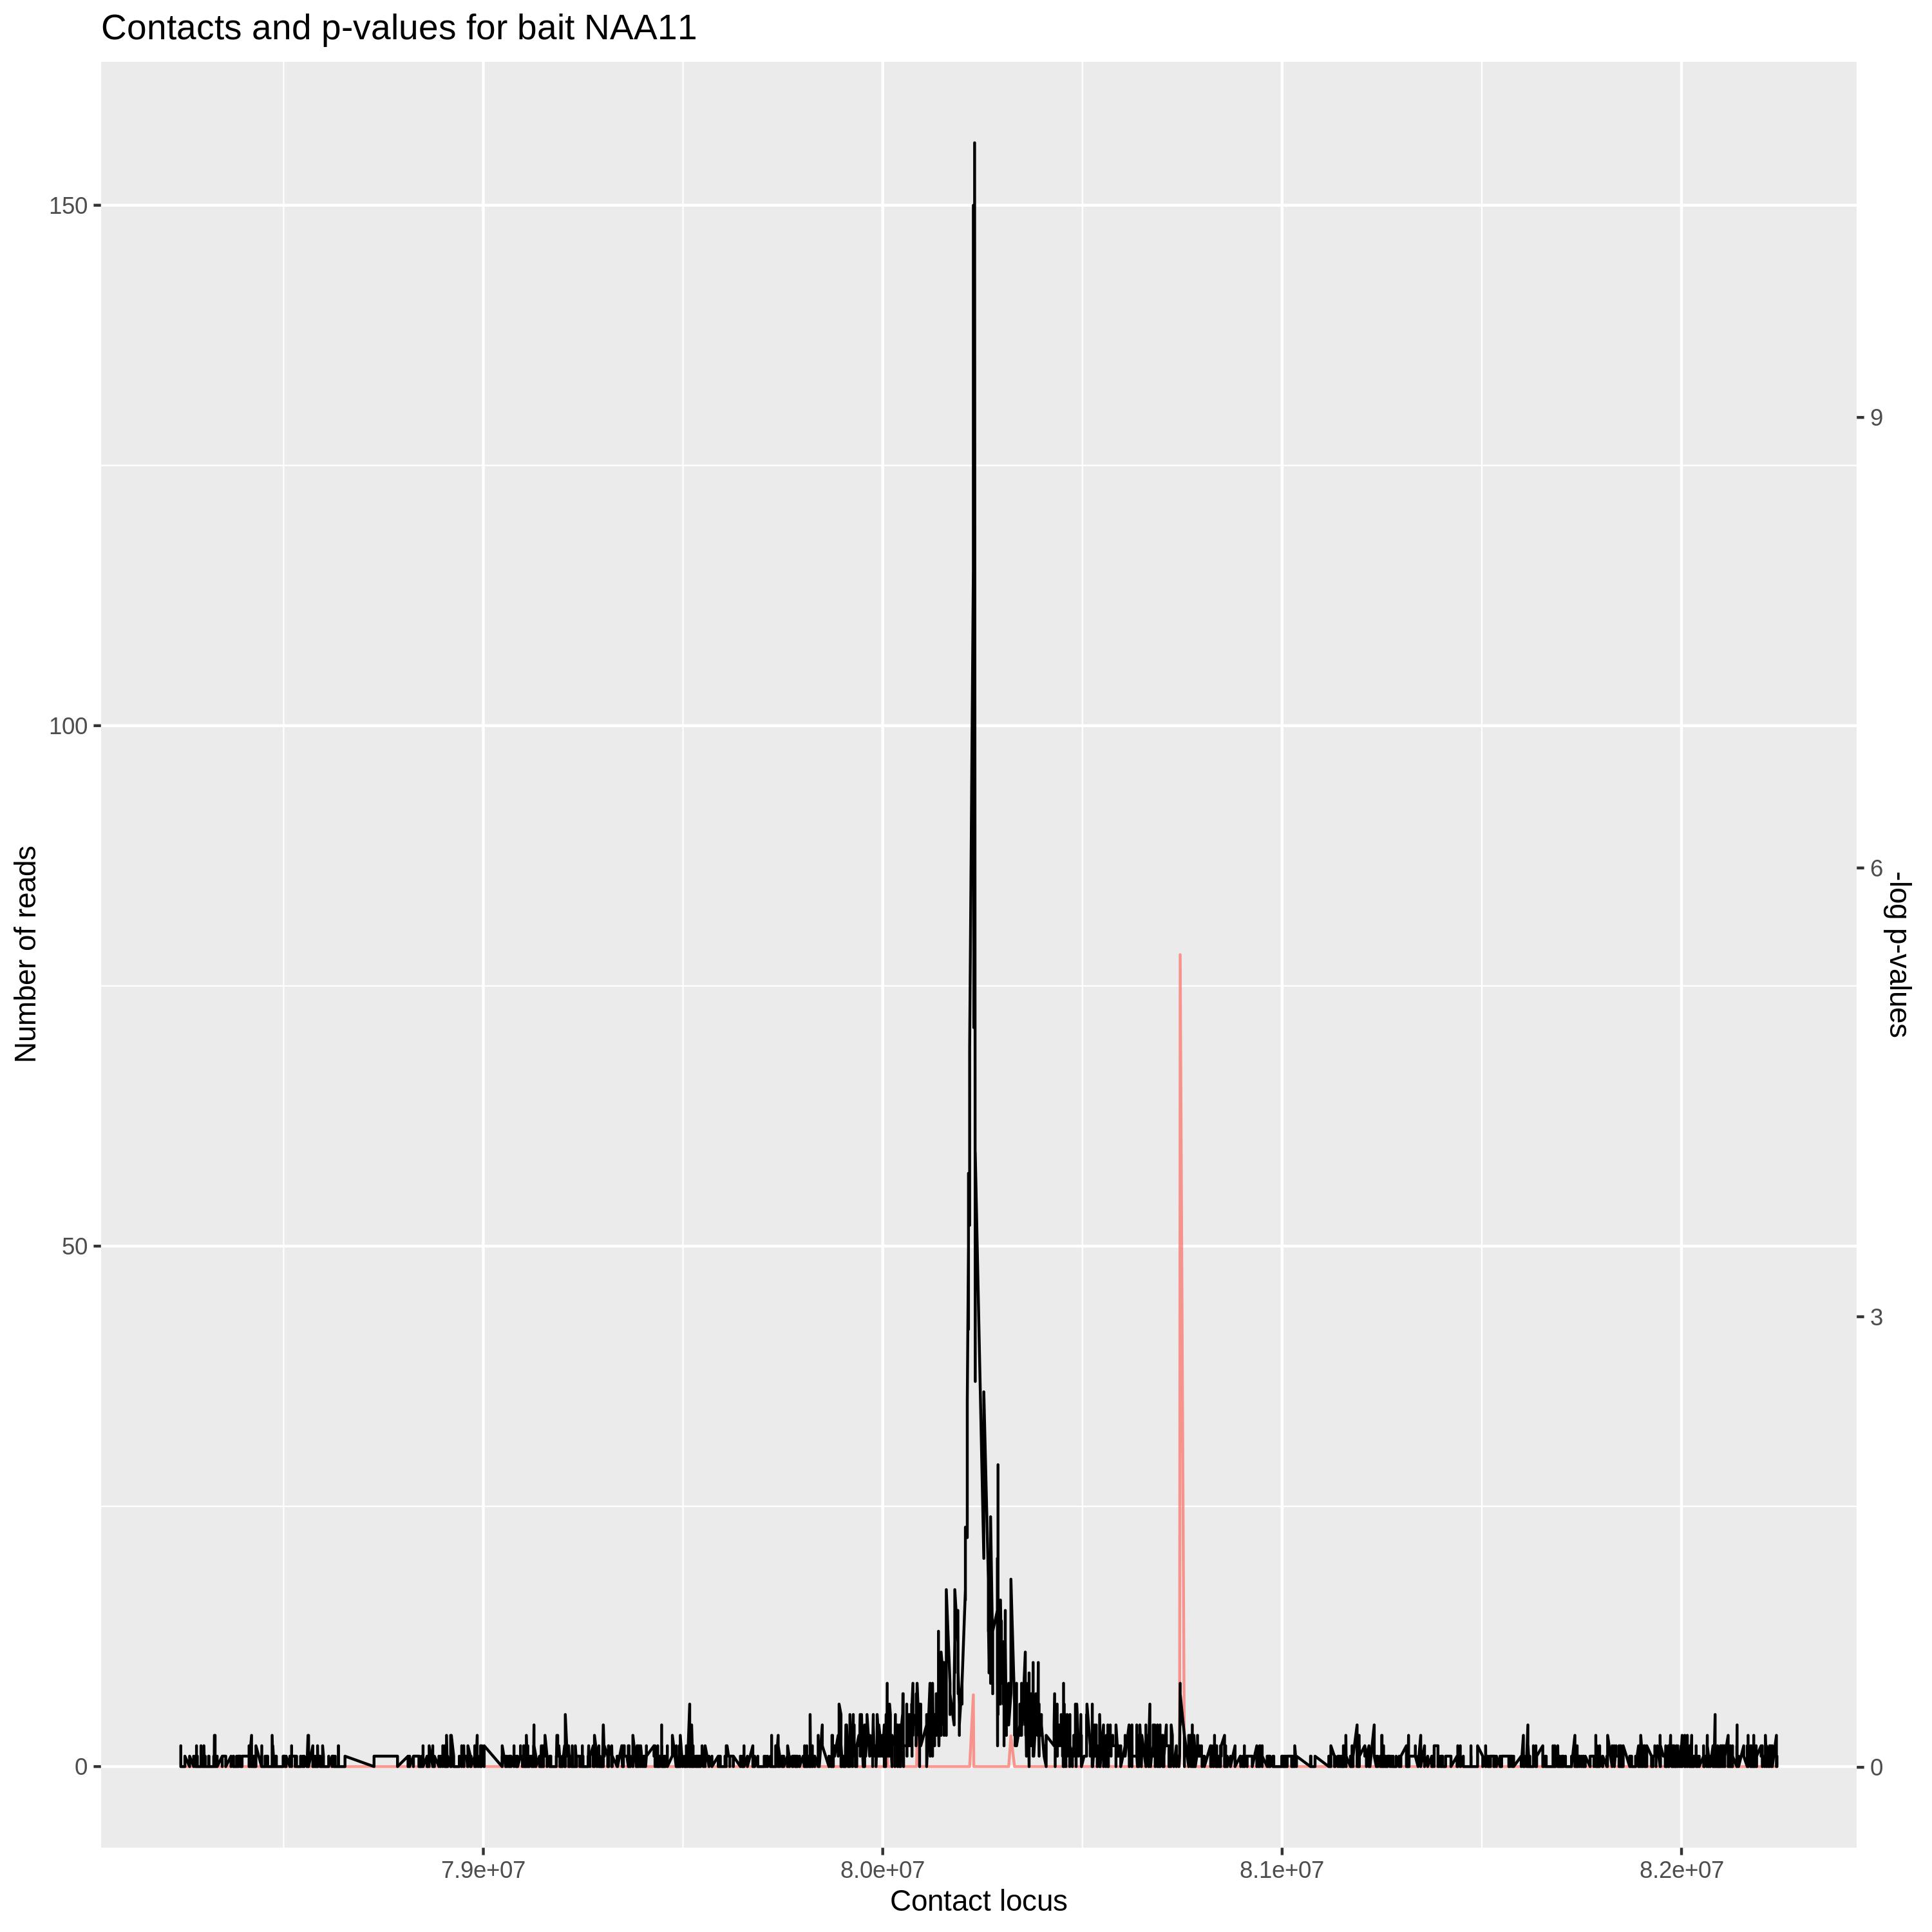 Contacts and p-values for bait NAA11
150
100
50
0
Number of reads
9
6
3
0
-log p-values
7.9e+07
8.0e+07
8.1e+07
8.2e+07
Contact locus